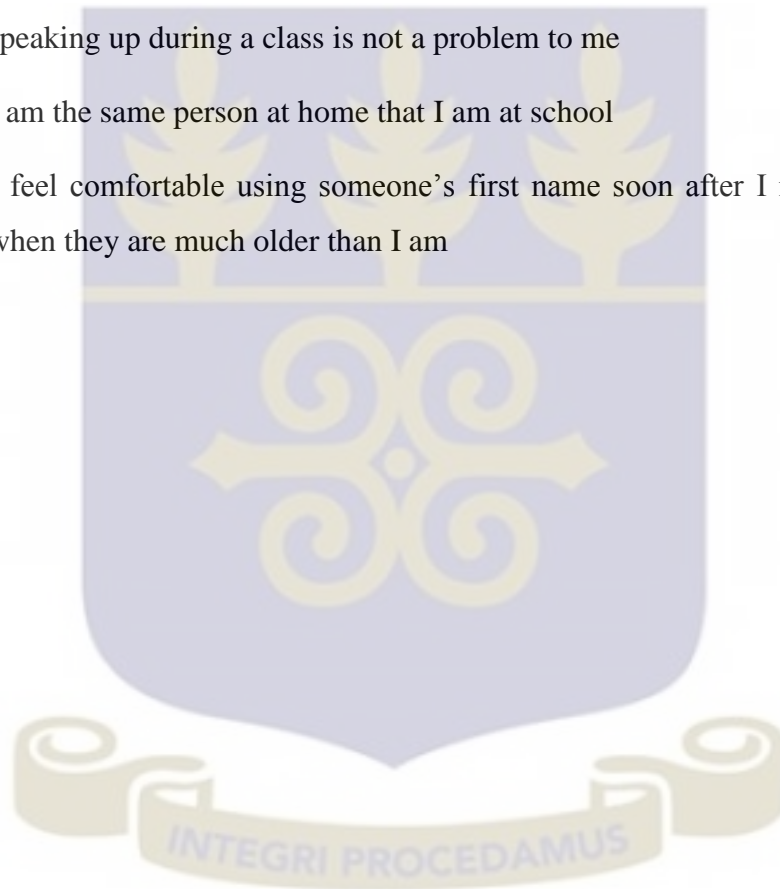 peaking up during a class is not a problem to me
am the same person at home that I am at school
feel comfortable using someone’s first name soon after I
when they are much older than I am
INTEGRI PROCEDAMUS